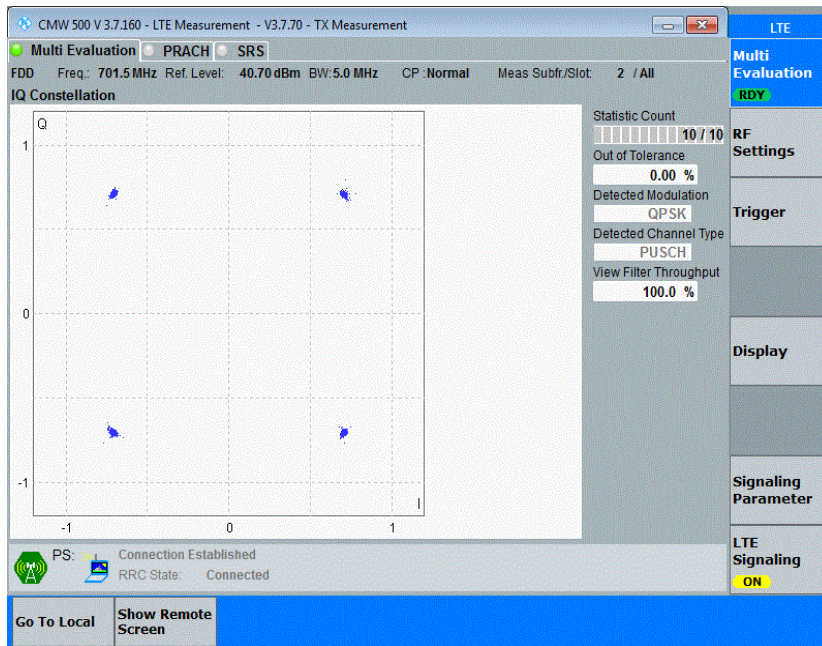 CMW 500 V 3.7.160 - LTE Measurement - V3.7.70 - TX Measurement
LTE
Multi Evaluation PRACH SRS
Multi
Evaluation
RDY
FDD Freq.: 701.5 MHz Ref. Level: 40.70 dBm BW: 5.0 MHz CP : Normal Meas Subfr./Slot: 2 / All
IQ Constellation
Q
1
0
-1
I
-1 0 1
Statistic Count
10 / 10
Out of Tolerance
0.00 %
Detected Modulation
QPSK
Detected Channel Type
PUSCH
View Filter Throughput
100.0 %
RF
Settings
Trigger
Display
Signaling
Parameter
LTE
Signaling
ON
PS: Connection Established
RRC State: Connected
Go To Local
Show Remote
Screen